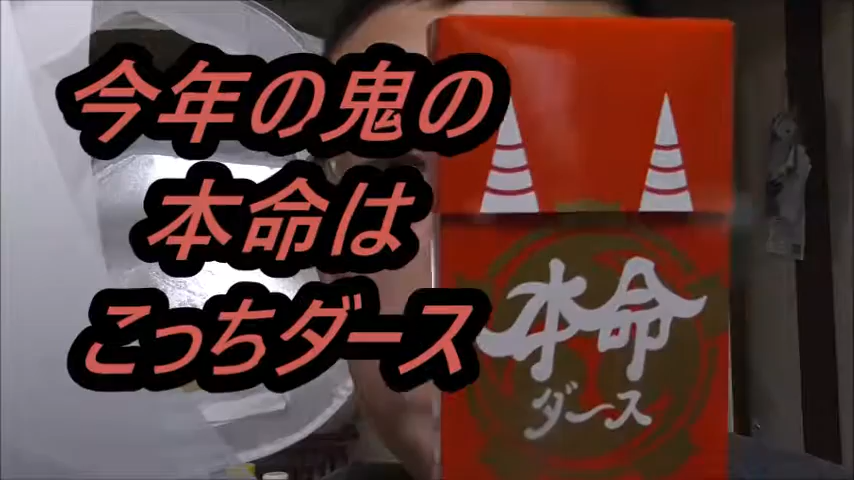 今年の鬼の
本命は
こっちダース
本命
ダース